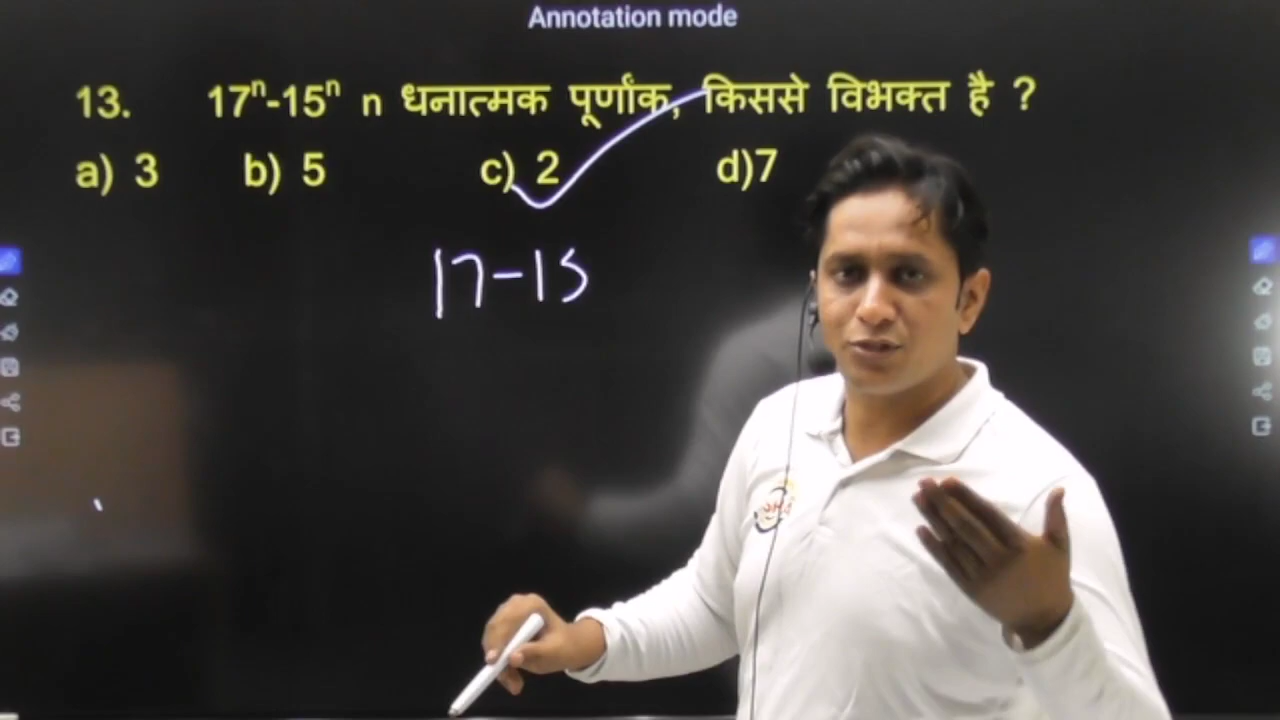 Annotation mode
13. 17ⁿ-15ⁿ n धनात्मक पूर्णांक, किससे विभक्त है ?
a) 3 b) 5 c) 2 d)7
17-15